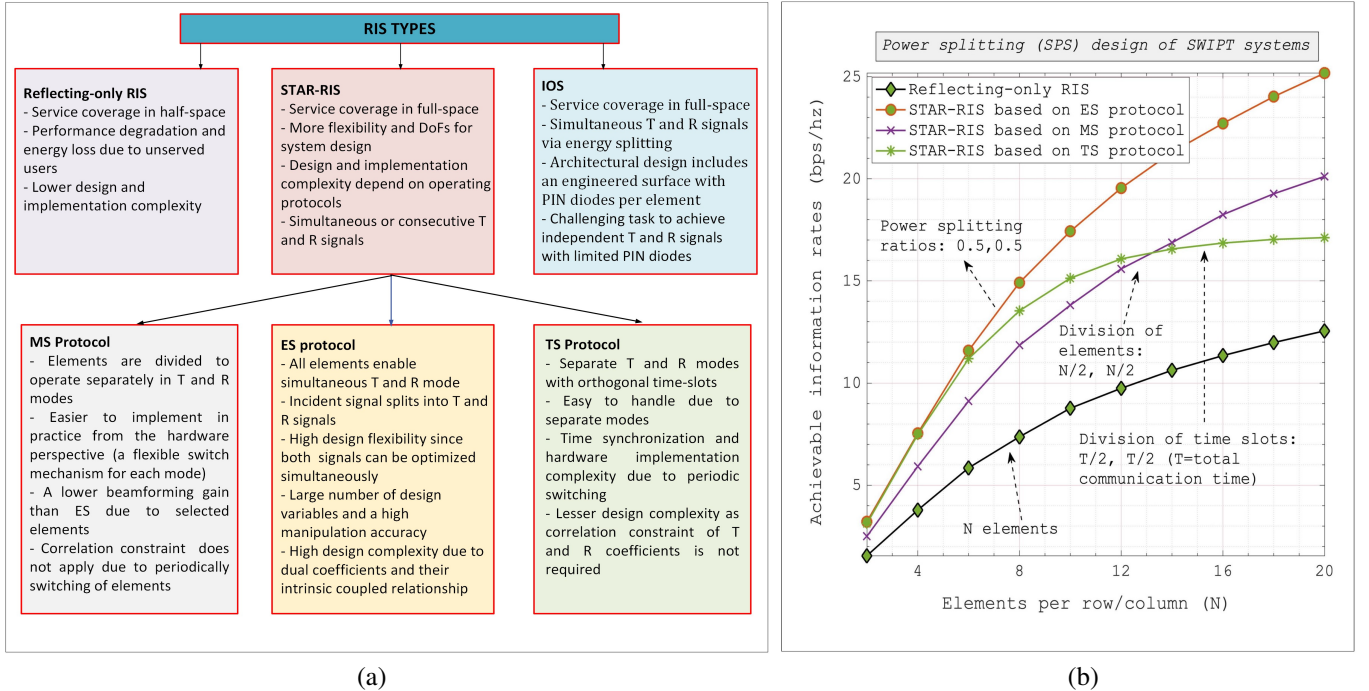 RIS TYPES
Reflecting-only RIS
- Service coverage in half-space
- Performance degradation and
energy loss due to unserved
users
- Lower design and
implementation complexity
STAR-RIS
- Service coverage in full-space
- More flexibility and DoFs for
system design
- Design and implementation
complexity depend on operating
protocols
- Simultaneous or consecutive T
and R signals
IOS
- Service coverage in full-space
- Simultaneous T and R signals
via energy splitting
- Architectural design includes
an engineered surface with
PIN diodes per element
- Challenging task to achieve
independent T and R signals
with limited PIN diodes
MS Protocol
- Elements are divided to
operate separately in T and R
modes
- Easier to implement in
practice from the hardware
perspective (a flexible switch
mechanism for each mode)
- A lower beamforming gain
than ES due to selected
elements
- Correlation constraint does
not apply due to periodically
switching of elements
ES protocol
- All elements enable
simultaneous T and R mode
- Incident signal splits into T and
R signals
- High design flexibility since
both signals can be optimized
simultaneously
- Large number of design
variables and a high
manipulation accuracy
- High design complexity due to
dual coefficients and their
intrinsic coupled relationship
TS Protocol
- Separate T and R modes
with orthogonal time-slots
- Easy to handle due to
separate modes
- Time synchronization and
hardware implementation
complexity due to periodic
switching
- Lesser design complexity as
correlation constraint of T
and R coefficients is not
required
(a)
Power splitting (SPS) design of SWIPT systems
Reflecting-only RIS
STAR-RIS based on ES protocol
STAR-RIS based on MS protocol
STAR-RIS based on TS protocol
Power splitting
ratios: 0.5,0.5
Division of
elements:
N/2, N/2
Division of time slots:
T/2, T/2 (T=total
communication time)
N elements
Achievable information rates (bps/hz)
25
20
15
10
5
4
8
12
16
20
Elements per row/column (N)
(b)